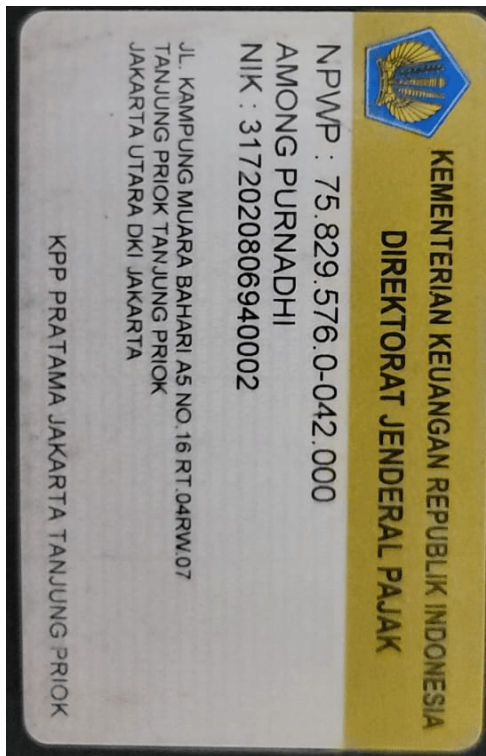 KEMENTERIAN KEUANGAN REPUBLIK INDONESIA
DIREKTORAT JENDERAL PAJAK
NPWP : 75.829.576.0-042.000
AMONG PURNADHI
NIK : 3172020806940002
JL. KAMPUNG MUARA BAHARI A5 NO.16 RT.04RW.07
TANJUNG PRIOK TANJUNG PRIOK
JAKARTA UTARA DKI JAKARTA
KPP PRATAMA JAKARTA TANJUNG PRIOK